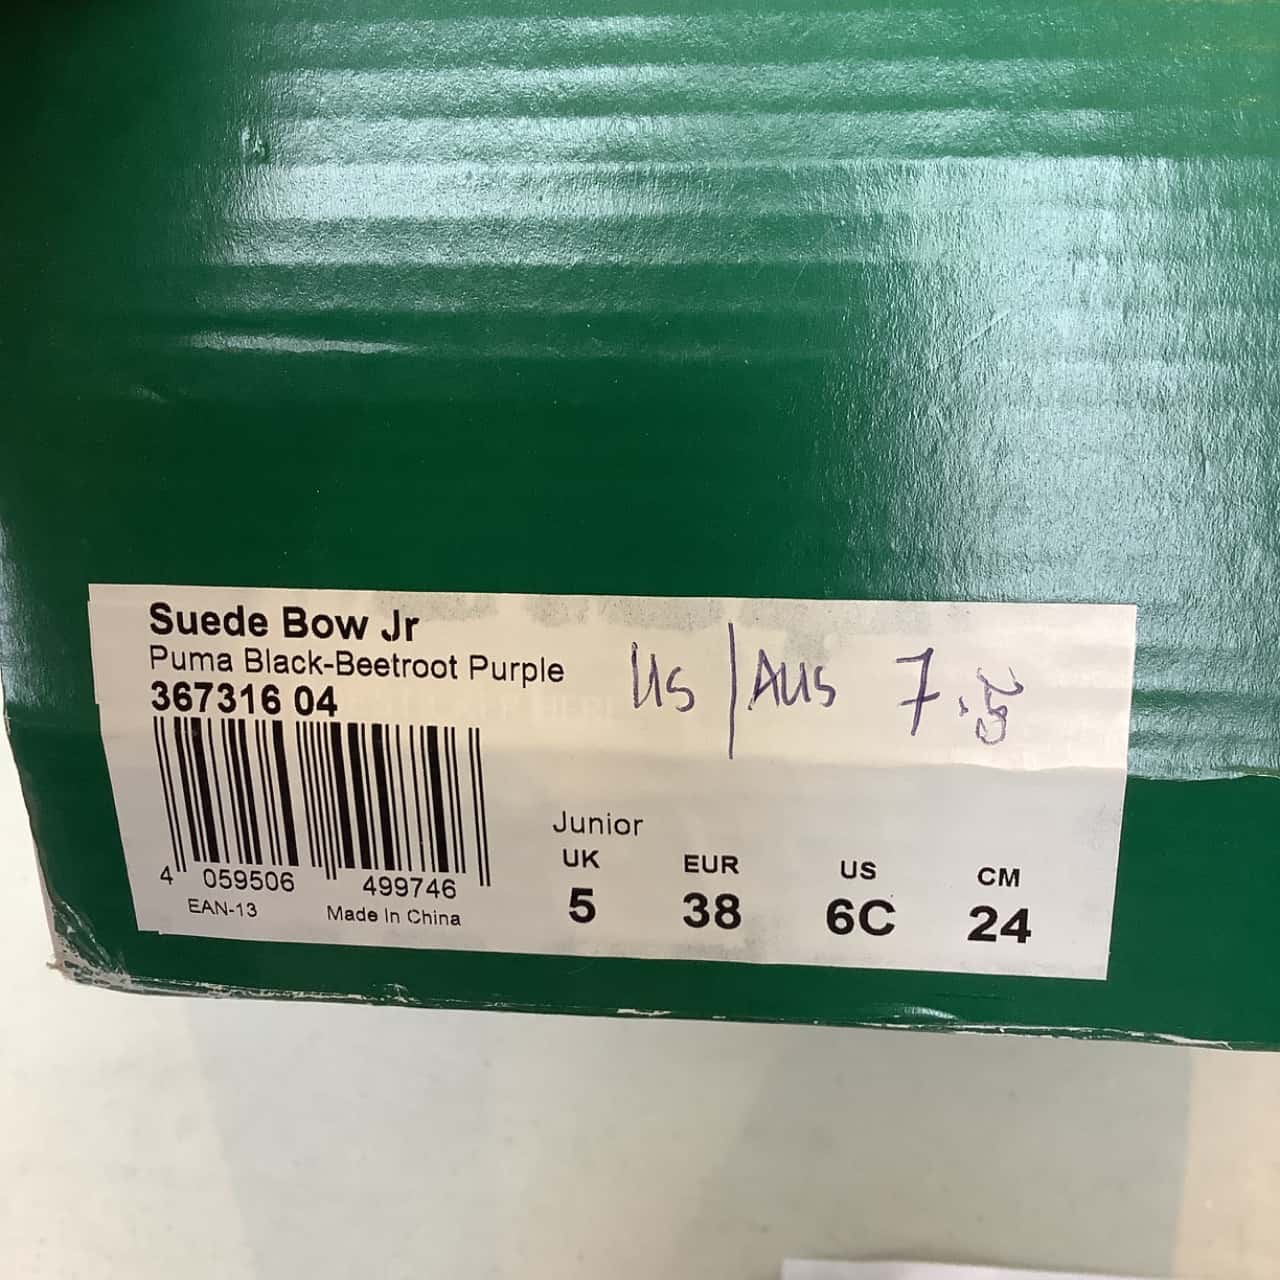 Suede Bow Jr
Puma Black-Beetroot Purple
367316 04
US | AUS 7.5
4 059506 499746
EAN-13 Made In China
Junior
UK EUR US CM
5 38 6C 24